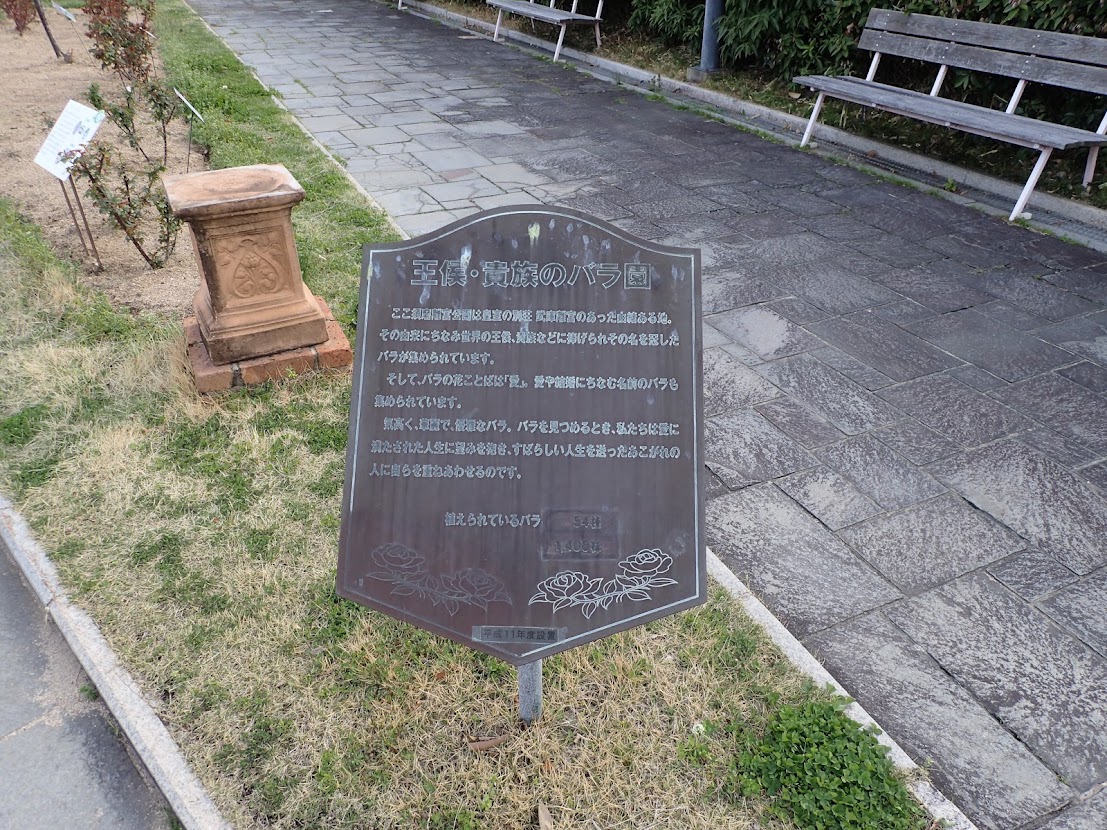 王侯・貴族のバラ園
ここ須磨離宮公園は皇室の別荘 武庫離宮のあった由緒ある地。
その由来にちなみ世界の王侯、貴族などに捧げられその名を冠した
バラが集められています。
そして、バラの花ことばは「愛」。愛や結婚にちなむ名前のバラも
集められています。
気高く、華麗で、優雅なバラ。バラを見つめるとき、私たちは愛に
満たされた人生に望みを抱き、すばらしい人生を送ったあこがれの
人に自らを重ねあわせるのです。
植えられているバラ 54種
平成11年度設置